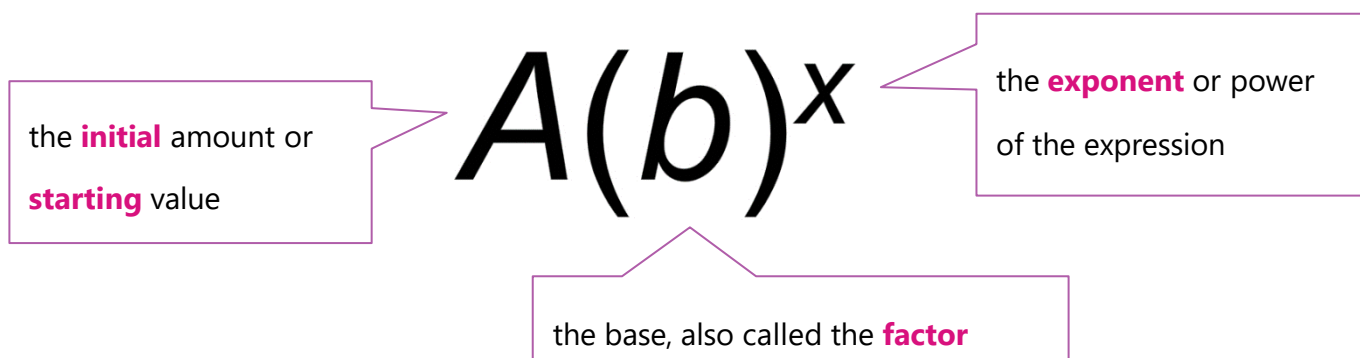 the initial amount or
starting value
A(b)^x
the exponent or power
of the expression
the base, also called the factor